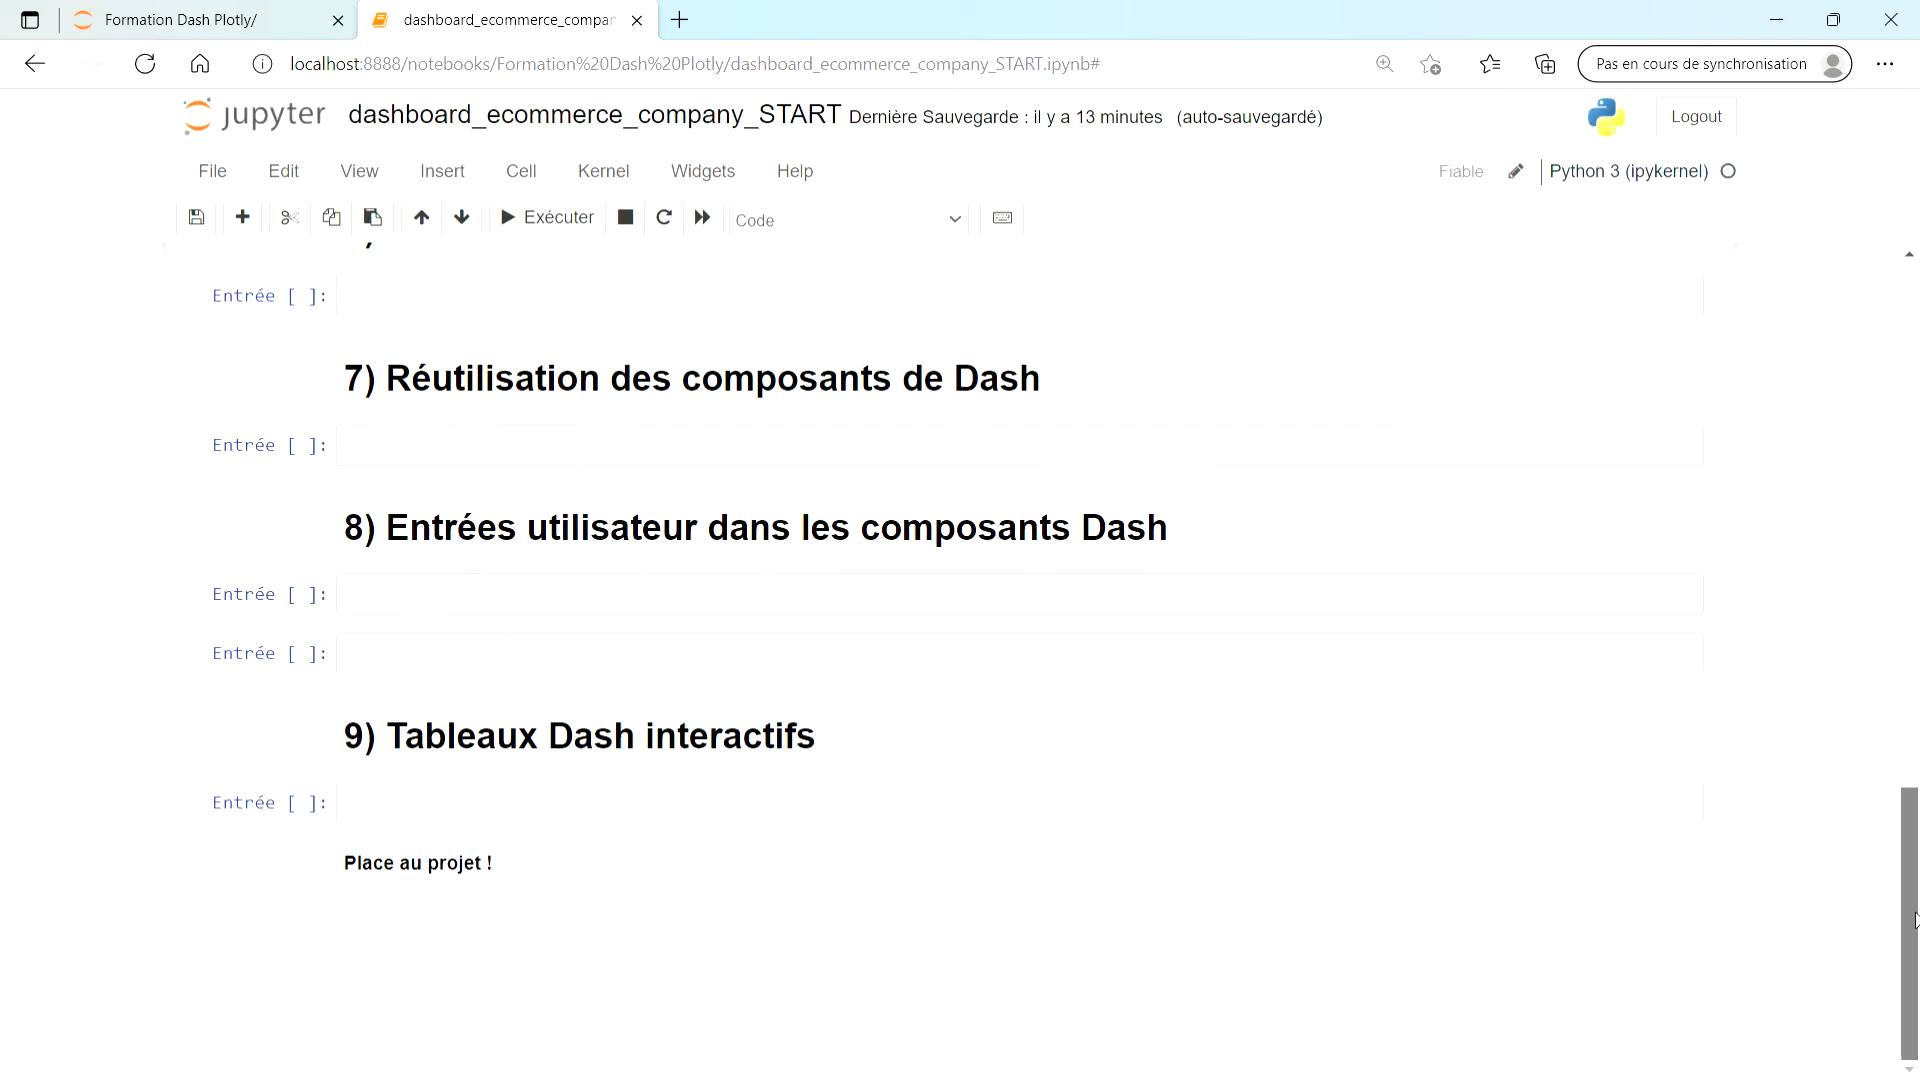 Formation Dash Plotly/
dashboard_ecommerce_compar
localhost:8888/notebooks/Formation%20Dash%20Plotly/dashboard_ecommerce_company_START.ipynb#
Pas en cours de synchronisation
jupyter dashboard_ecommerce_company_START Dernière Sauvegarde : il y a 13 minutes (auto-sauvegardé)
Logout
File Edit View Insert Cell Kernel Widgets Help
Fiable Python 3 (ipykernel)
Exécuter Code
Entrée [ ]:
7) Réutilisation des composants de Dash
Entrée [ ]:
8) Entrées utilisateur dans les composants Dash
Entrée [ ]:
Entrée [ ]:
9) Tableaux Dash interactifs
Entrée [ ]:
Place au projet !